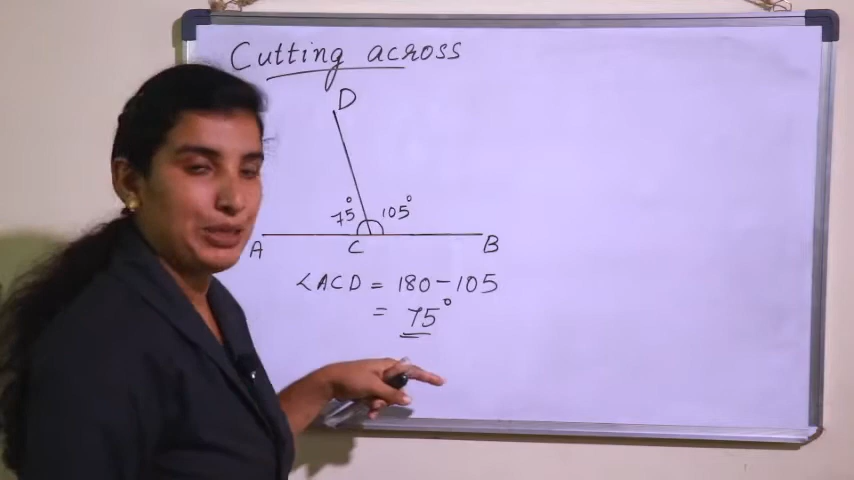 Cutting across
D
75° 105°
A C B
<ACD = 180-105
= 75°